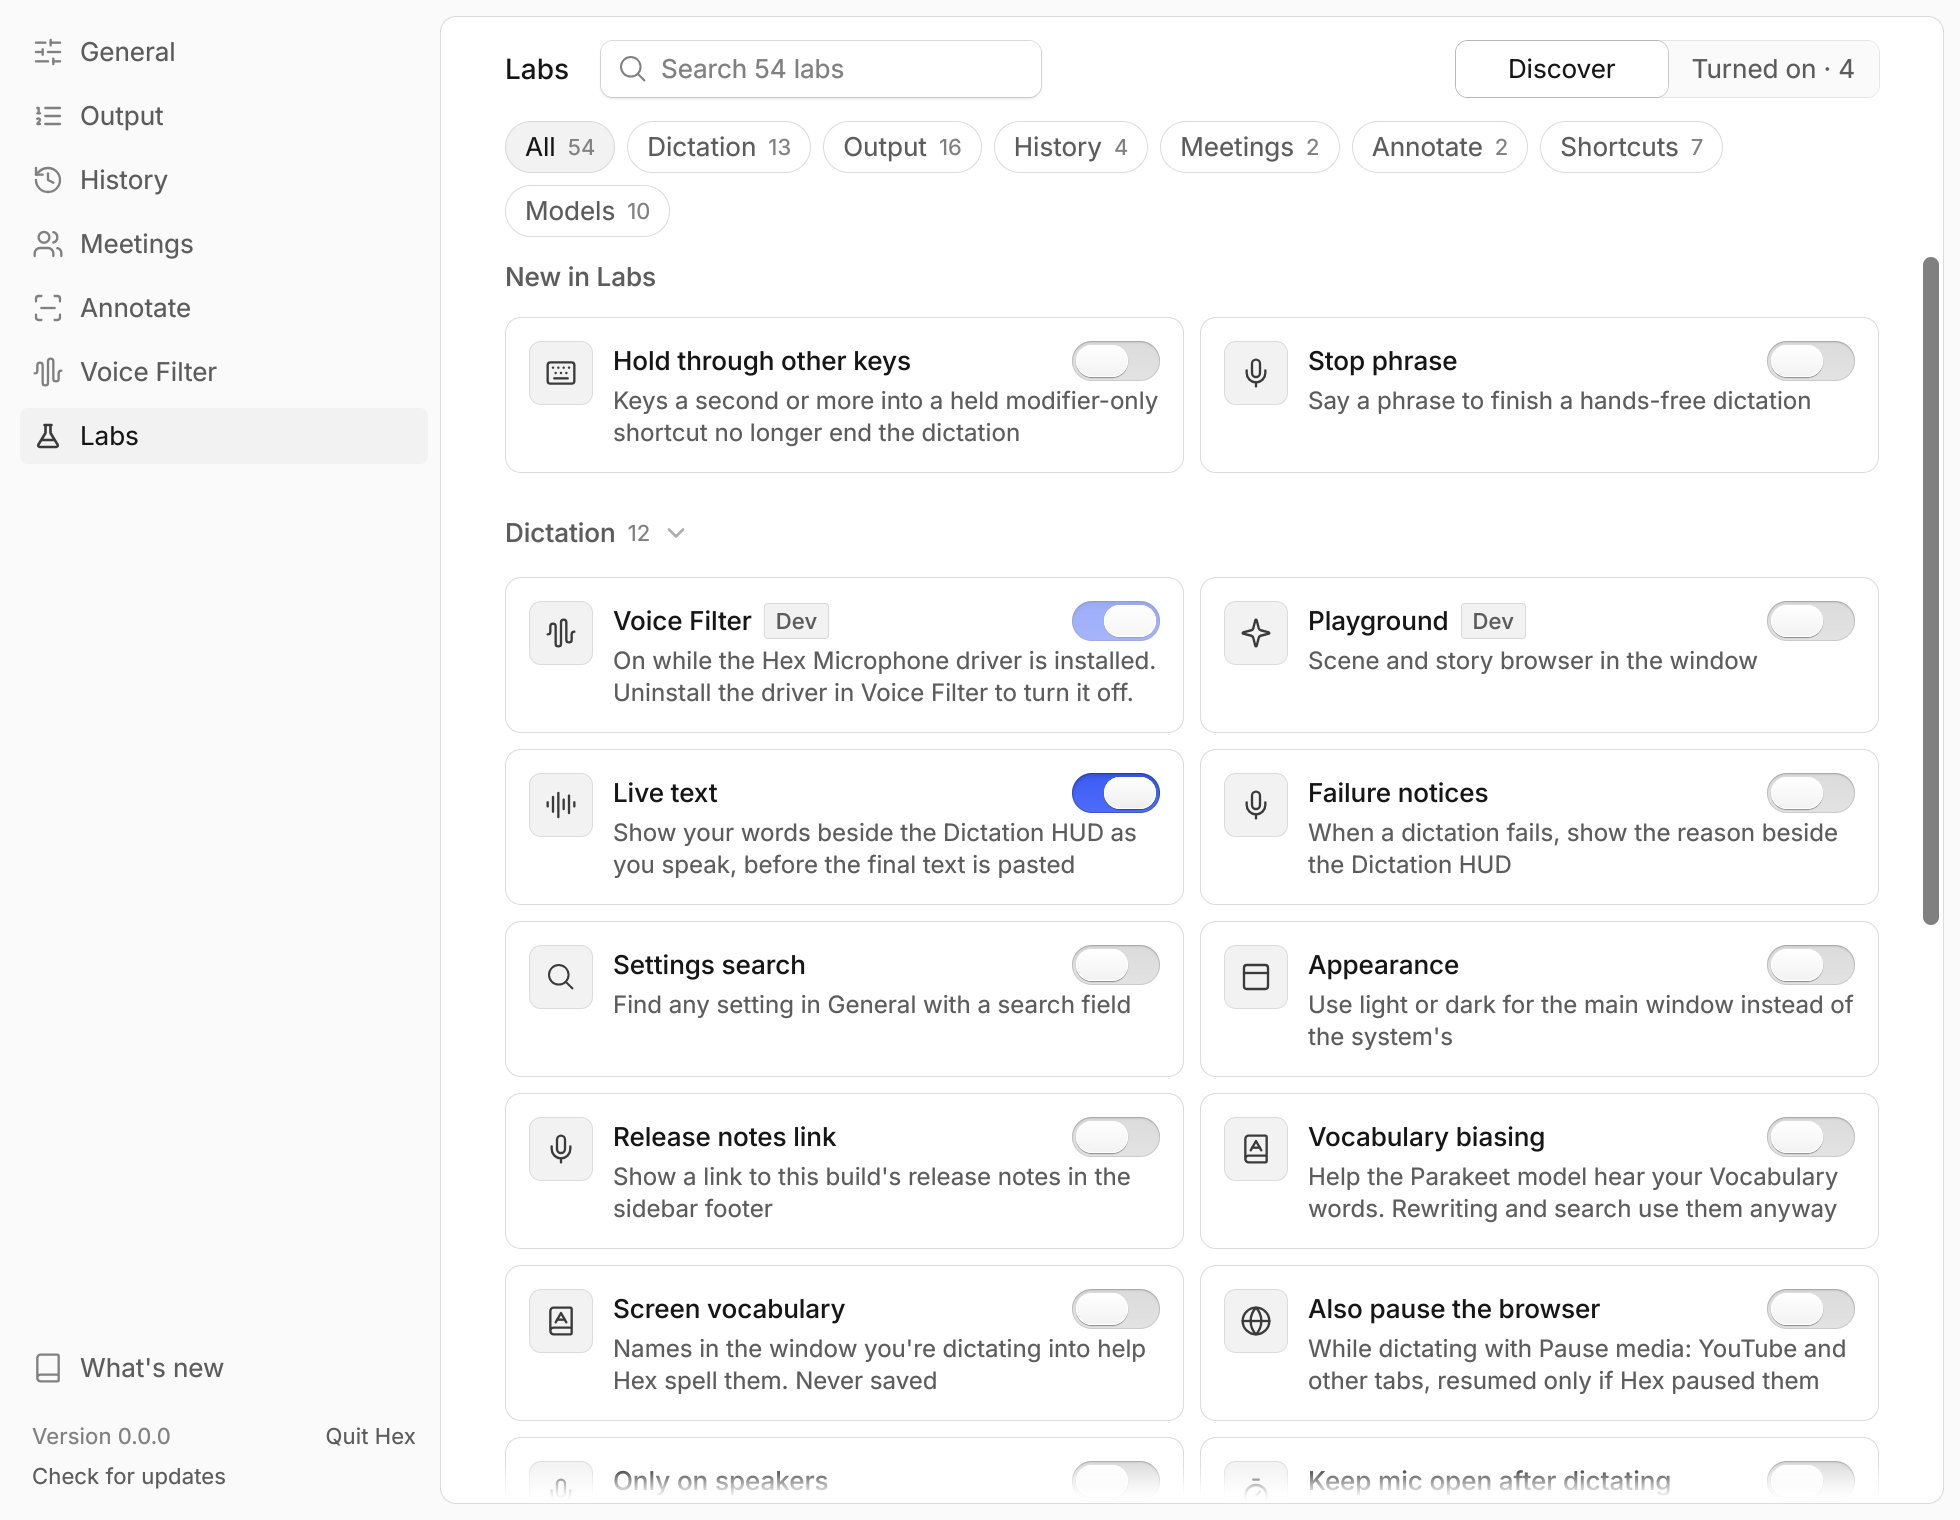 General
Output
History
Meetings
Annotate
Voice Filter
Labs
What's new
Version 0.0.0
Quit Hex
Check for updates
Labs
Search 54 labs
Discover
Turned on · 4
All 54
Dictation 13
Output 16
History 4
Meetings 2
Annotate 2
Shortcuts 7
Models 10
New in Labs
Hold through other keys
Keys a second or more into a held modifier-only
shortcut no longer end the dictation
Stop phrase
Say a phrase to finish a hands-free dictation
Dictation 12
Voice Filter Dev
On while the Hex Microphone driver is installed.
Uninstall the driver in Voice Filter to turn it off.
Playground Dev
Scene and story browser in the window
Live text
Show your words beside the Dictation HUD as
you speak, before the final text is pasted
Failure notices
When a dictation fails, show the reason beside
the Dictation HUD
Settings search
Find any setting in General with a search field
Appearance
Use light or dark for the main window instead of
the system's
Release notes link
Show a link to this build's release notes in the
sidebar footer
Vocabulary biasing
Help the Parakeet model hear your Vocabulary
words. Rewriting and search use them anyway
Screen vocabulary
Names in the window you're dictating into help
Hex spell them. Never saved
Also pause the browser
While dictating with Pause media: YouTube and
other tabs, resumed only if Hex paused them
Only on speakers
Keep mic open after dictating